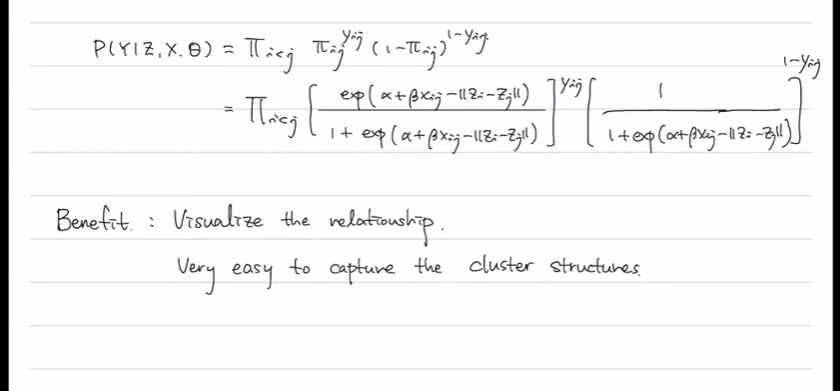 P(Y|Z,X.θ) = ∏_{i<j} π_{ij}^{y_{ij}} (1-π_{ij})^{1-y_{ij}}
= ∏_{i<j} [ exp(α+βx_{ij}-||z_i-z_j||) / 1+exp(α+βx_{ij}-||z_i-z_j||) ]^{y_{ij}} [ 1 / 1+exp(α+βx_{ij}-||z_i-z_j||) ]^{1-y_{ij}}
Benefit : Visualize the relationship.
Very easy to capture the cluster structures.